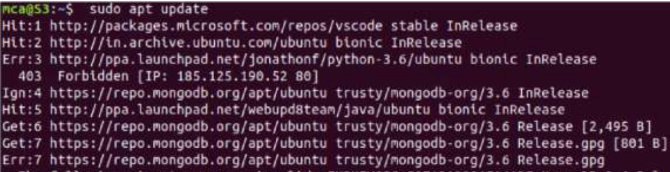 mca@S3:~$ sudo apt update
Hit:1 http://packages.microsoft.com/repos/vscode stable InRelease
Hit:2 http://in.archive.ubuntu.com/ubuntu bionic InRelease
Err:3 http://ppa.launchpad.net/jonathonf/python-3.6/ubuntu bionic InRelease
403 Forbidden [IP: 185.125.190.52 80]
Ign:4 https://repo.mongodb.org/apt/ubuntu trusty/mongodb-org/3.6 InRelease
Hit:5 http://ppa.launchpad.net/webupd8team/java/ubuntu bionic InRelease
Get:6 https://repo.mongodb.org/apt/ubuntu trusty/mongodb-org/3.6 Release [2,495 B]
Get:7 https://repo.mongodb.org/apt/ubuntu trusty/mongodb-org/3.6 Release.gpg [801 B]
Err:7 https://repo.mongodb.org/apt/ubuntu trusty/mongodb-org/3.6 Release.gpg